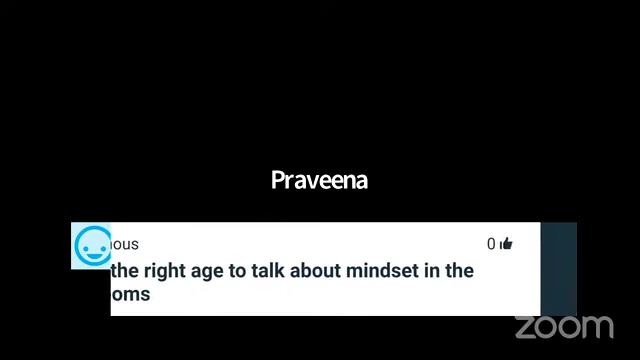 Praveena
ous
0
the right age to talk about mindset in the
oms
zoom